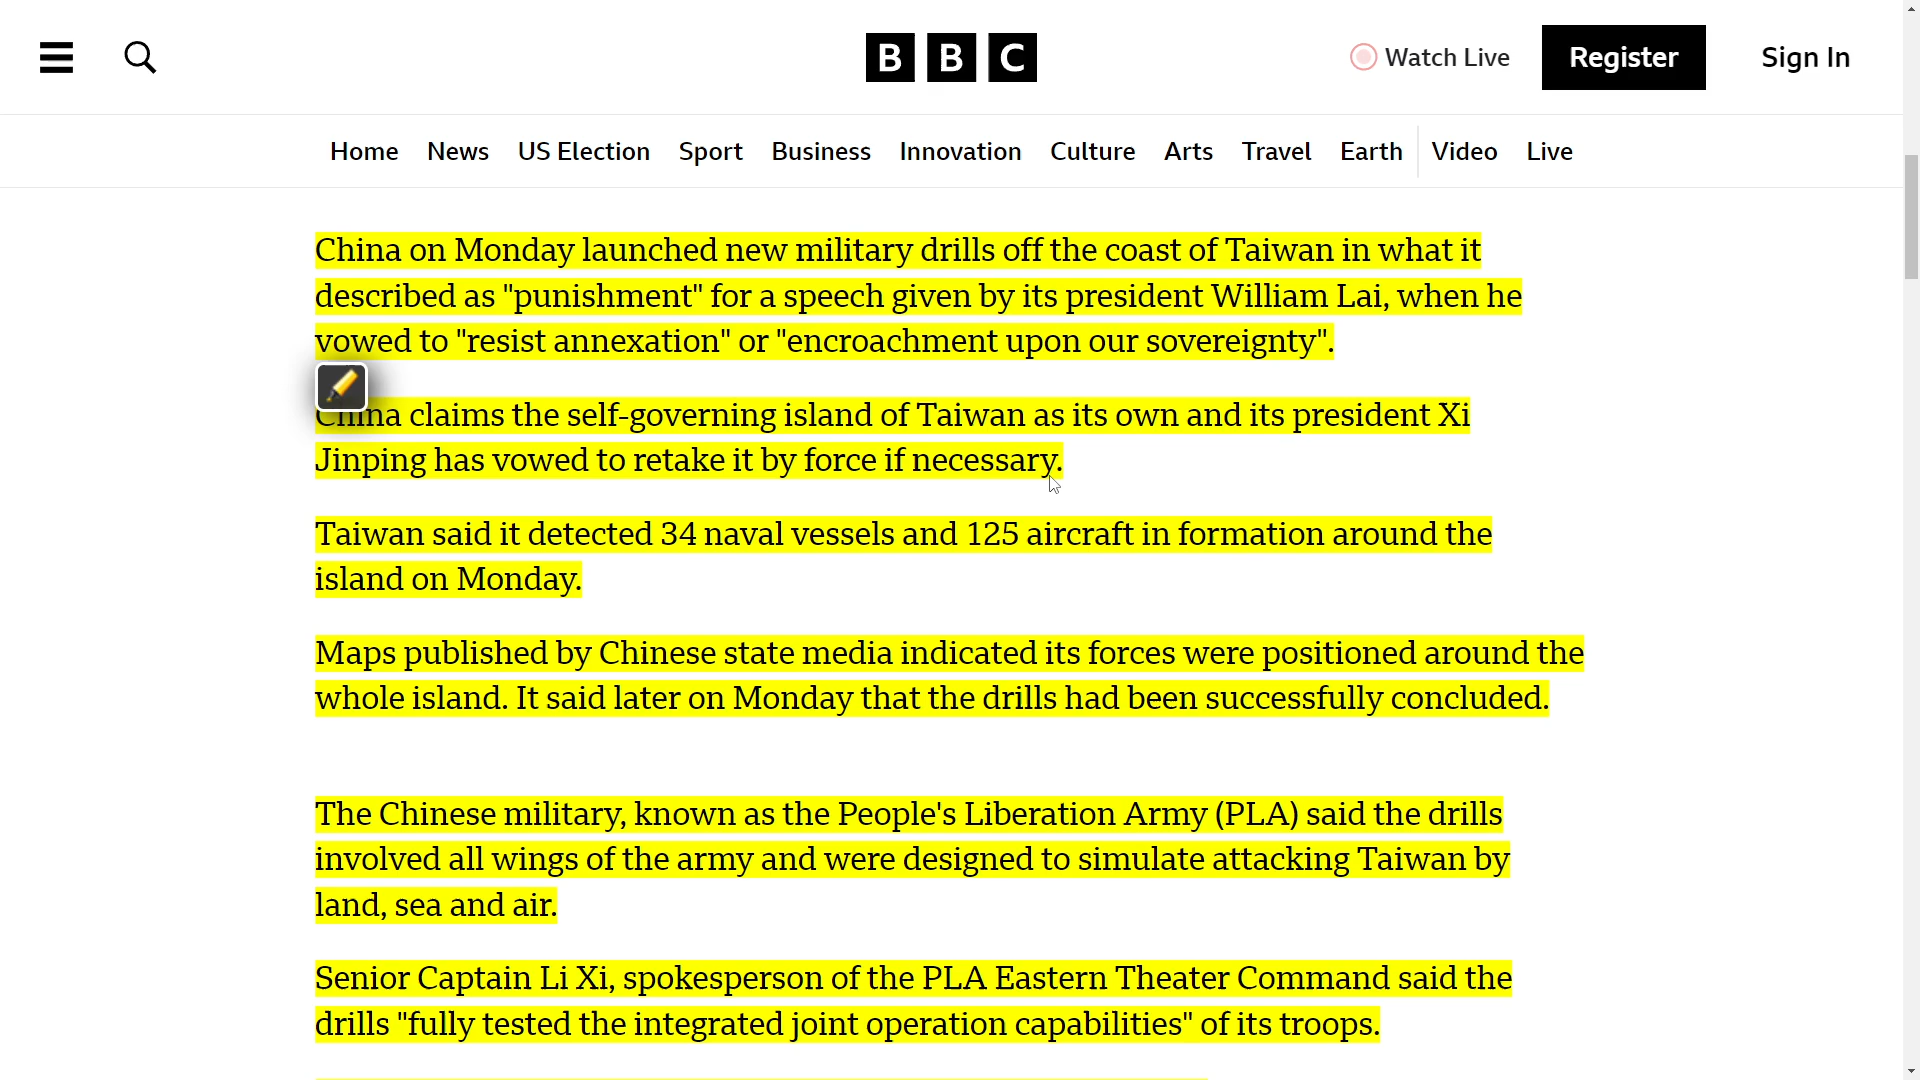 BBC
Watch Live
Register
Sign In
Home News US Election Sport Business Innovation Culture Arts Travel Earth Video Live
China on Monday launched new military drills off the coast of Taiwan in what it
described as "punishment" for a speech given by its president William Lai, when he
vowed to "resist annexation" or "encroachment upon our sovereignty".
China claims the self-governing island of Taiwan as its own and its president Xi
Jinping has vowed to retake it by force if necessary.
Taiwan said it detected 34 naval vessels and 125 aircraft in formation around the
island on Monday.
Maps published by Chinese state media indicated its forces were positioned around the
whole island. It said later on Monday that the drills had been successfully concluded.
The Chinese military, known as the People's Liberation Army (PLA) said the drills
involved all wings of the army and were designed to simulate attacking Taiwan by
land, sea and air.
Senior Captain Li Xi, spokesperson of the PLA Eastern Theater Command said the
drills "fully tested the integrated joint operation capabilities" of its troops.